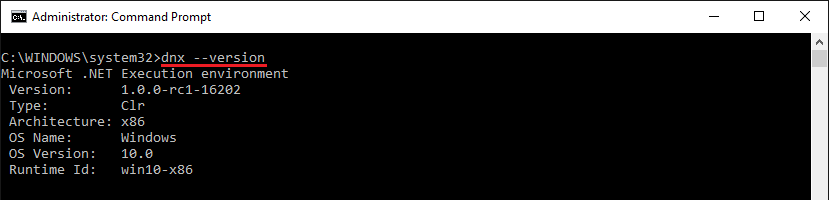 Administrator: Command Prompt
C:\WINDOWS\system32>dnx --version
Microsoft .NET Execution environment
 Version:      1.0.0-rc1-16202
 Type:         Clr
 Architecture: x86
 OS Name:      Windows
 OS Version:   10.0
 Runtime Id:   win10-x86